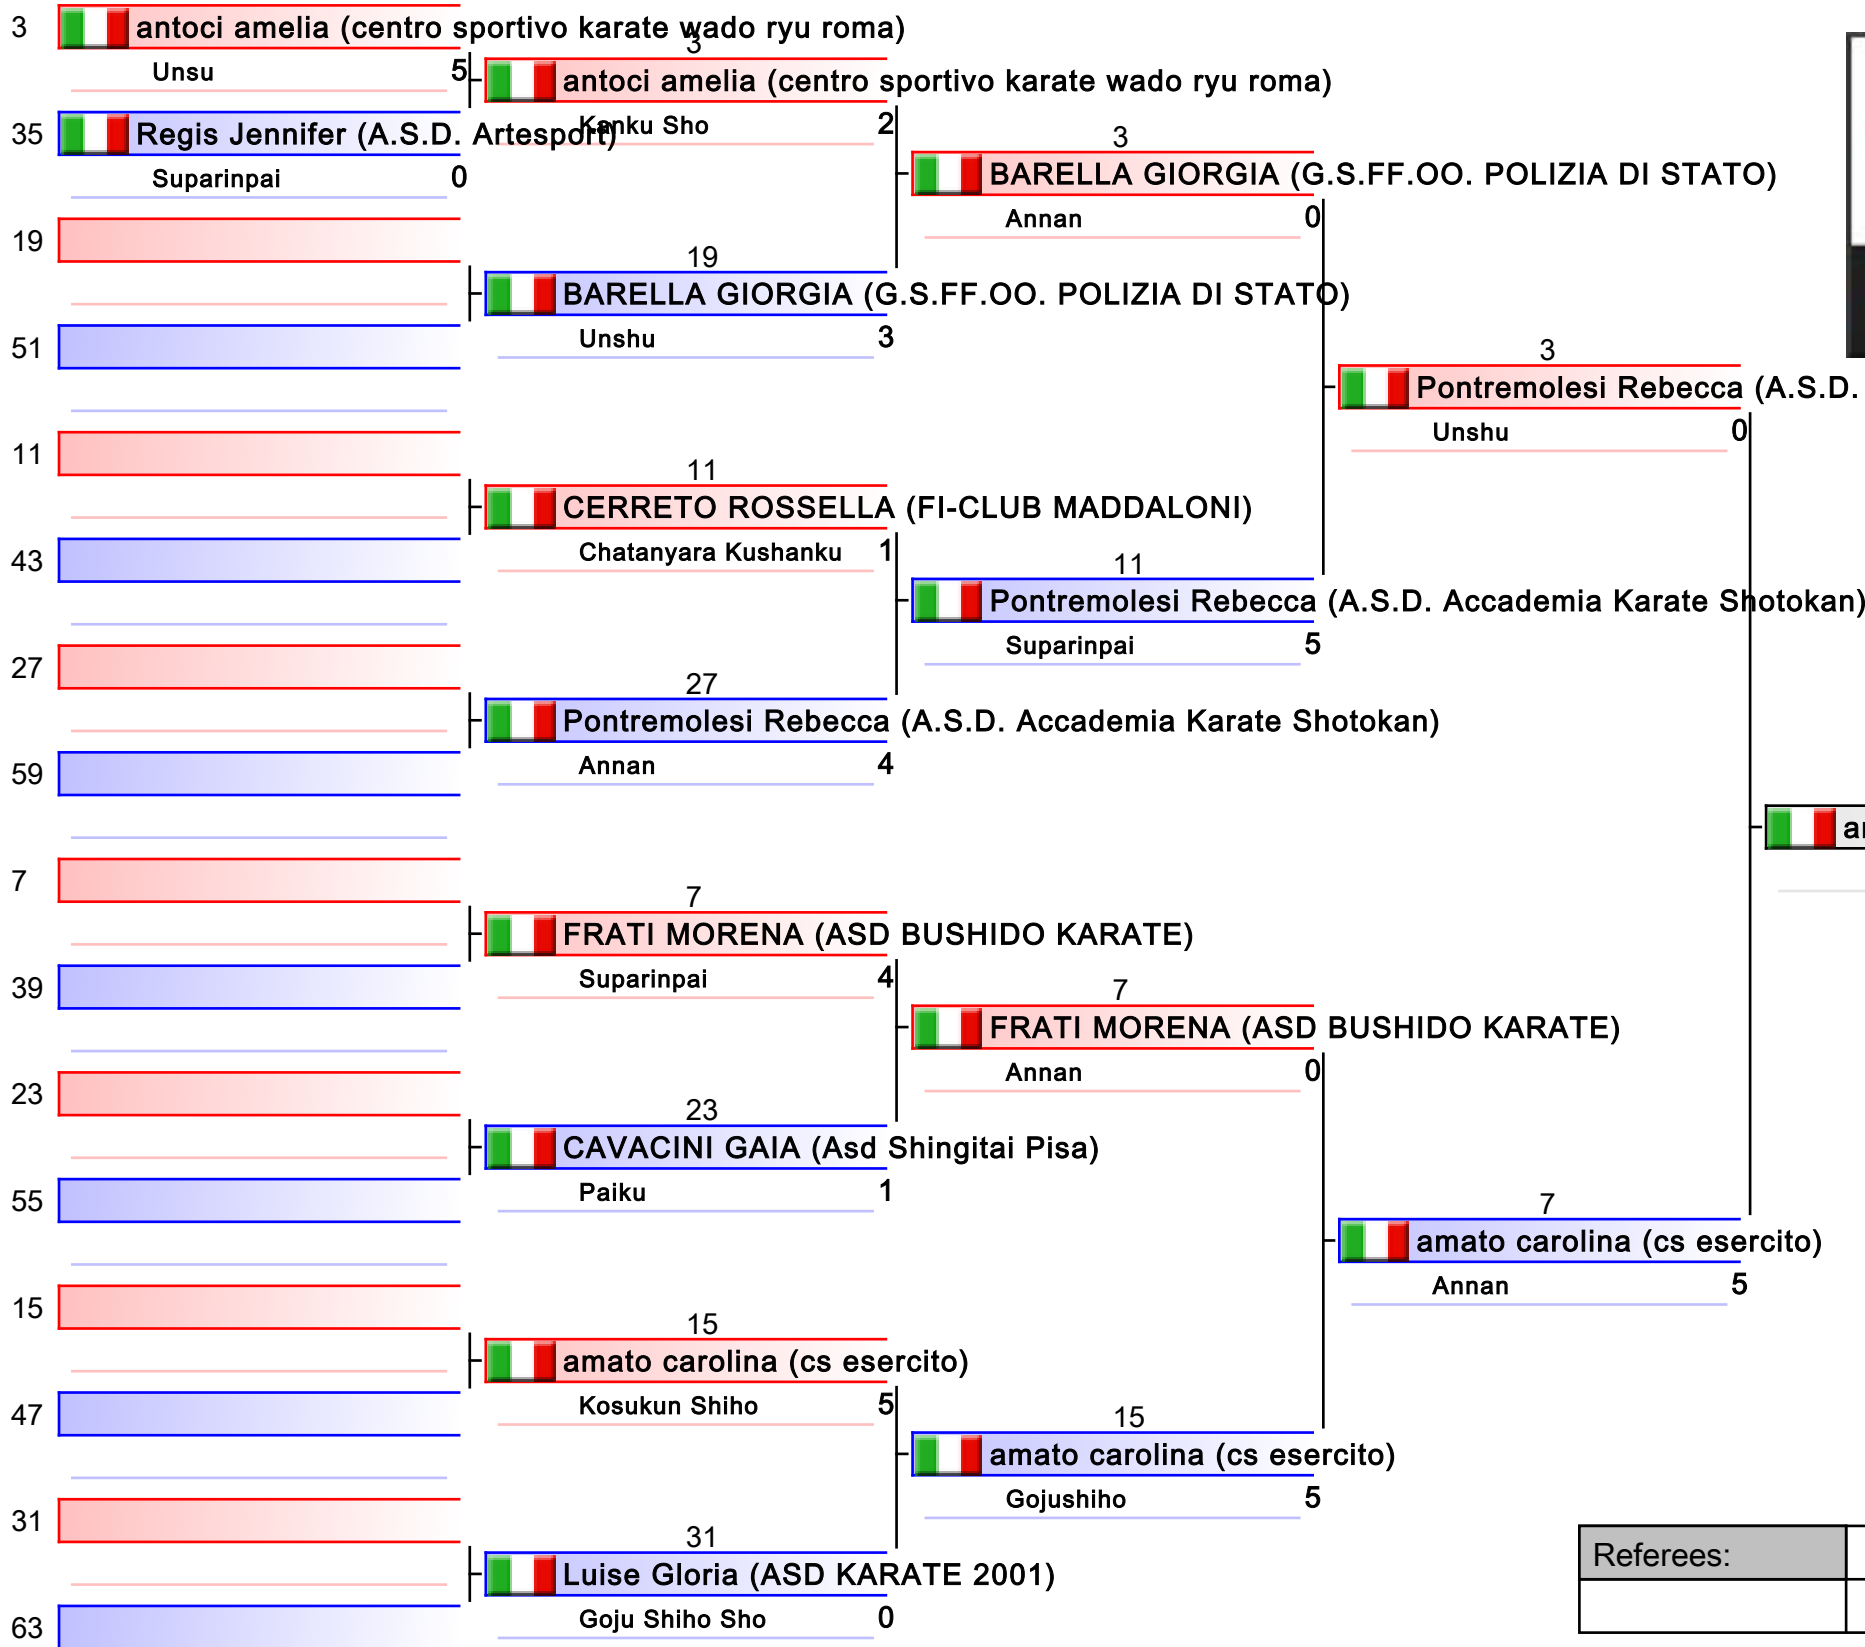 3
antoci amelia (centro sportivo karate wado ryu roma)
Unsu 5
35
Regis Jennifer (A.S.D. Artesport)
Suparinpai 0
19
51
11
43
27
59
7
39
23
55
15
47
31
63
3
antoci amelia (centro sportivo karate wado ryu roma)
Kanku Sho 2
19
BARELLA GIORGIA (G.S.FF.OO. POLIZIA DI STATO)
Unshu 3
11
CERRETO ROSSELLA (FI-CLUB MADDALONI)
Chatanyara Kushanku 1
27
Pontremolesi Rebecca (A.S.D. Accademia Karate Shotokan)
Annan 4
7
FRATI MORENA (ASD BUSHIDO KARATE)
Suparinpai 4
23
CAVACINI GAIA (Asd Shingitai Pisa)
Paiku 1
15
amato carolina (cs esercito)
Kosukun Shiho 5
31
Luise Gloria (ASD KARATE 2001)
Goju Shiho Sho 0
3
BARELLA GIORGIA (G.S.FF.OO. POLIZIA DI STATO)
Annan 0
11
Pontremolesi Rebecca (A.S.D. Accademia Karate Shotokan)
Suparinpai 5
7
FRATI MORENA (ASD BUSHIDO KARATE)
Annan 0
15
amato carolina (cs esercito)
Gojushiho 5
3
Pontremolesi Rebecca (A.S.D.
Unshu 0
7
amato carolina (cs esercito)
Annan 5
Referees: